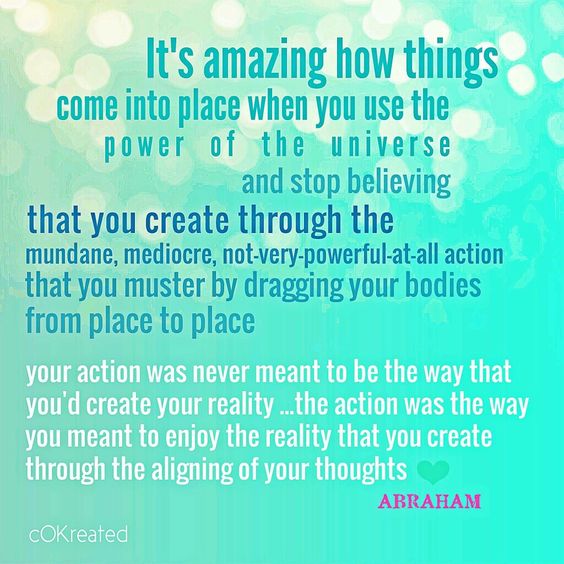 It's amazing how things
come into place when you use the
power of the universe
and stop believing
that you create through the
mundane, mediocre, not-very-powerful-at-all action
that you muster by dragging your bodies
from place to place
your action was never meant to be the way that
you'd create your reality ...the action was the way
you meant to enjoy the reality that you create
through the aligning of your thoughts
ABRAHAM
cOKreated